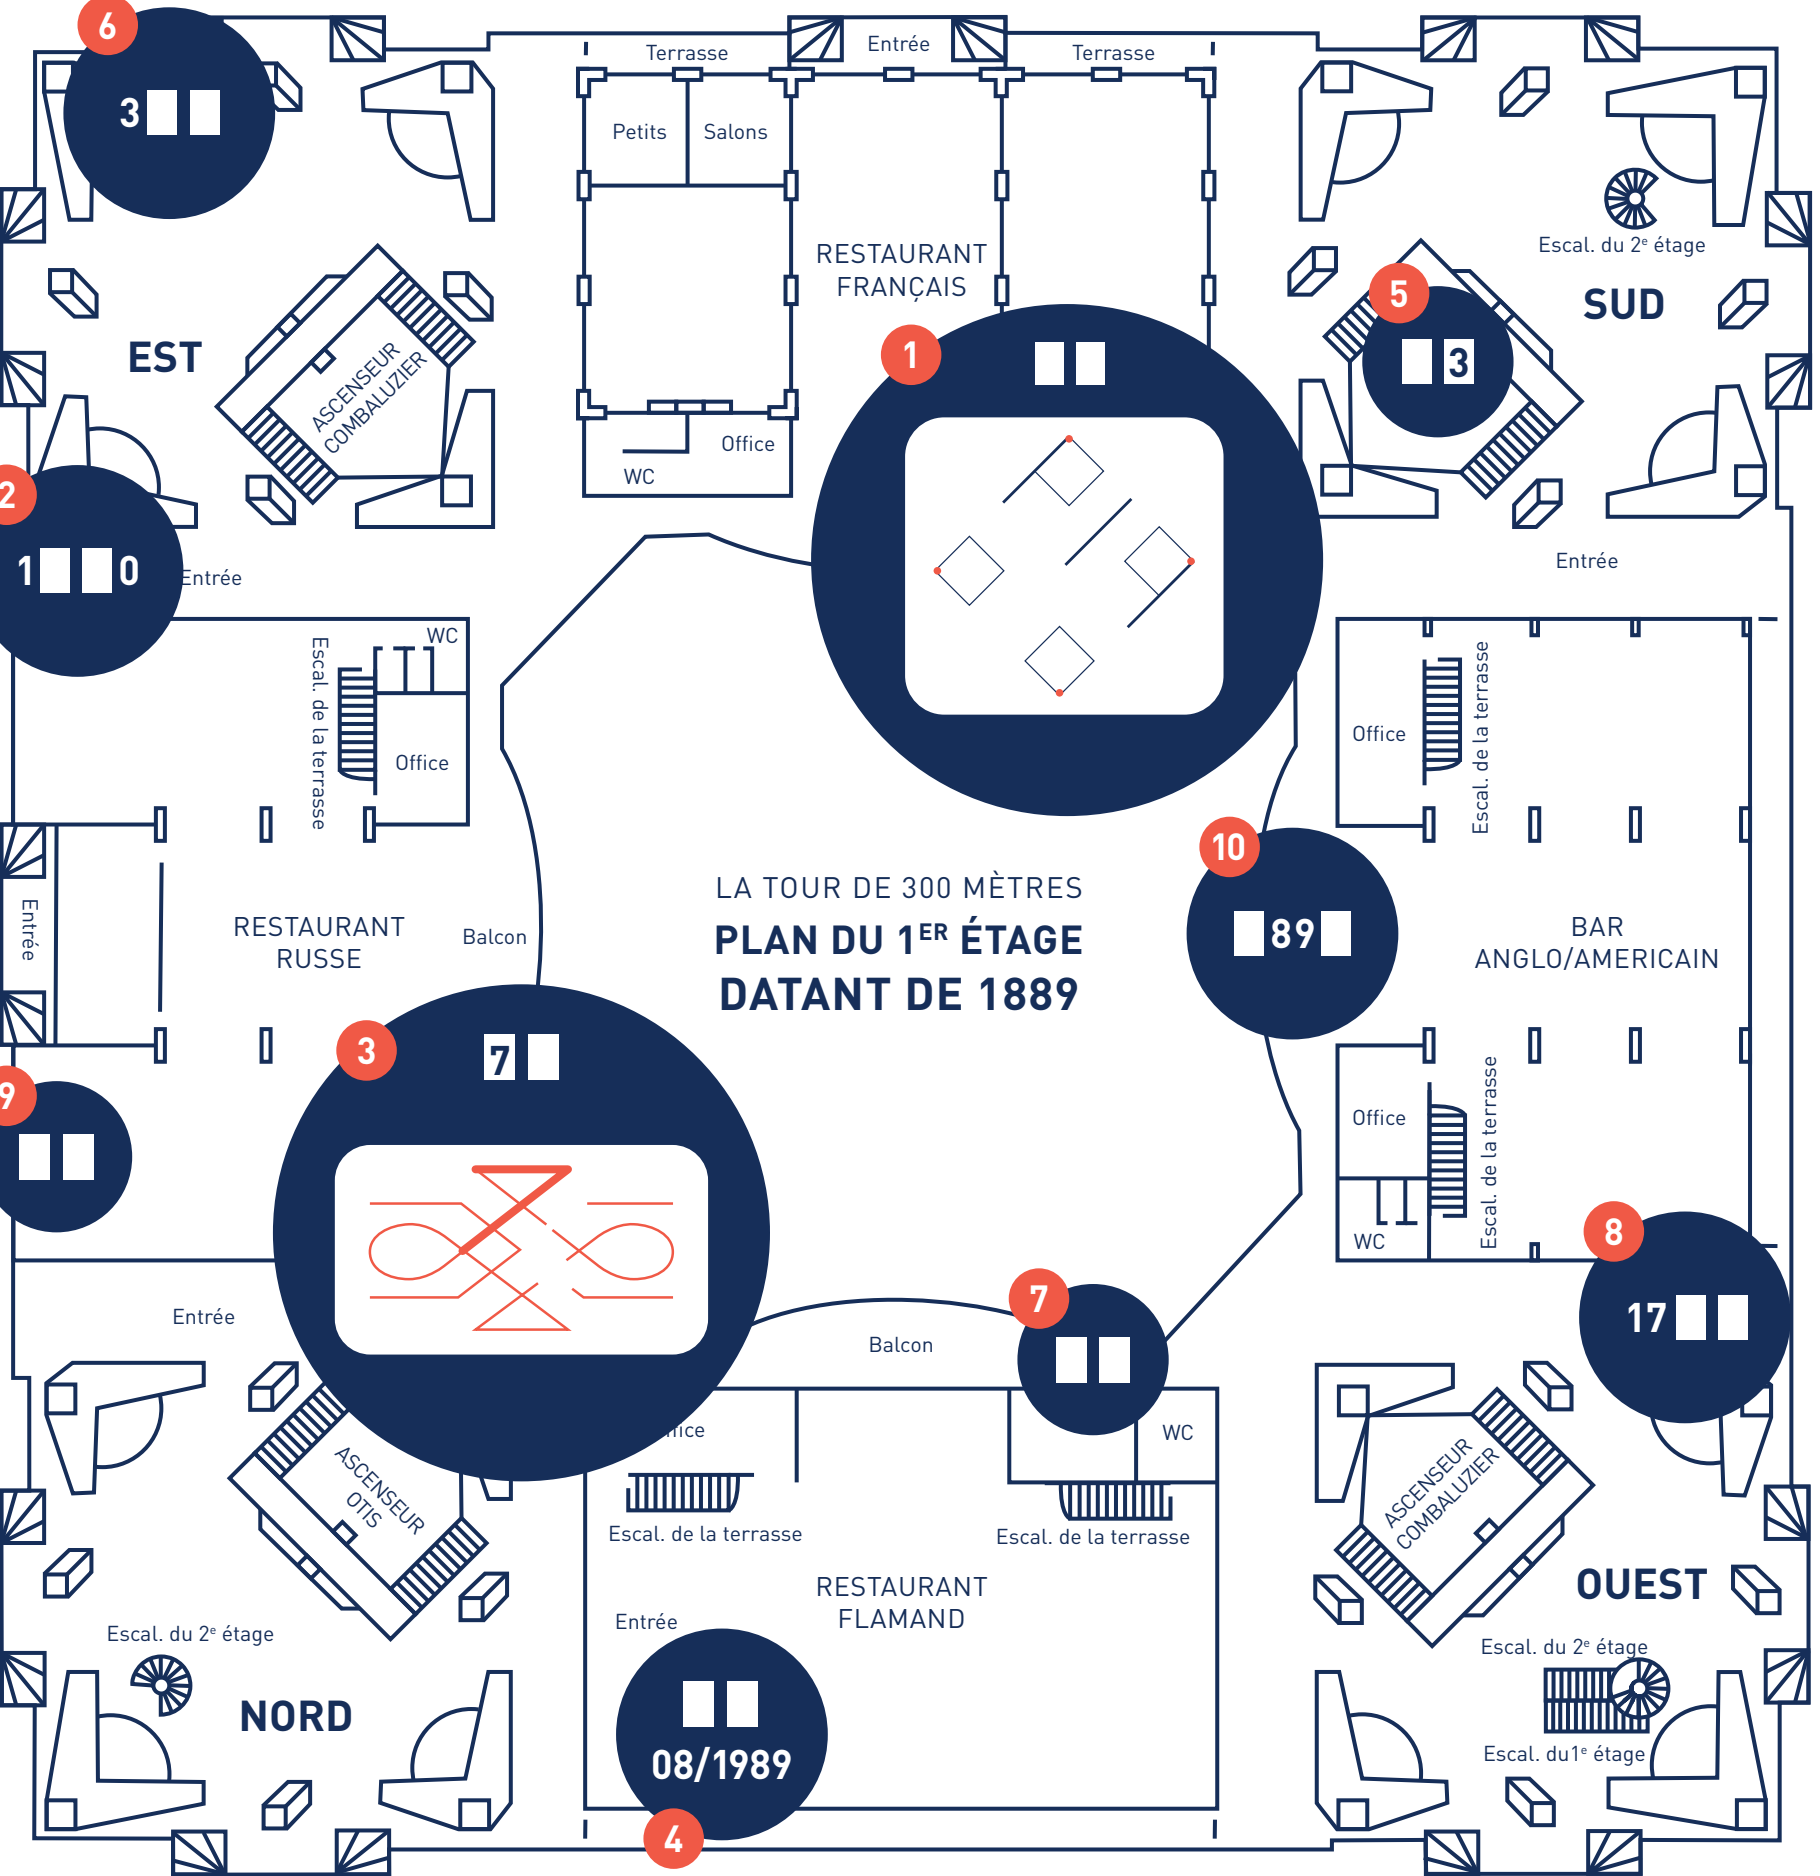 6
3
Terrasse
Entrée
Terrasse
Petits
Salons
Escal. du 2e étage
RESTAURANT
FRANÇAIS
SUD
5
3
EST
ASCENSEUR
COMBALUZIER
1
Office
WC
2
1 0
Entrée
Entrée
WC
Escal. de la terrasse
Office
Office
Escal. de la terrasse
10
89
LA TOUR DE 300 MÈTRES
PLAN DU 1ER ÉTAGE
DATANT DE 1889
Entrée
RESTAURANT
RUSSE
Balcon
BAR
ANGLO/AMERICAIN
3
7
9
Office
Escal. de la terrasse
WC
8
17
7
Entrée
Balcon
WC
ASCENSEUR
OTIS
Escal. de la terrasse
Escal. de la terrasse
ASCENSEUR
COMBALUZIER
RESTAURANT
FLAMAND
OUEST
Entrée
Escal. du 2e étage
Escal. du 2e étage
NORD
Escal. du1e étage
08/1989
4